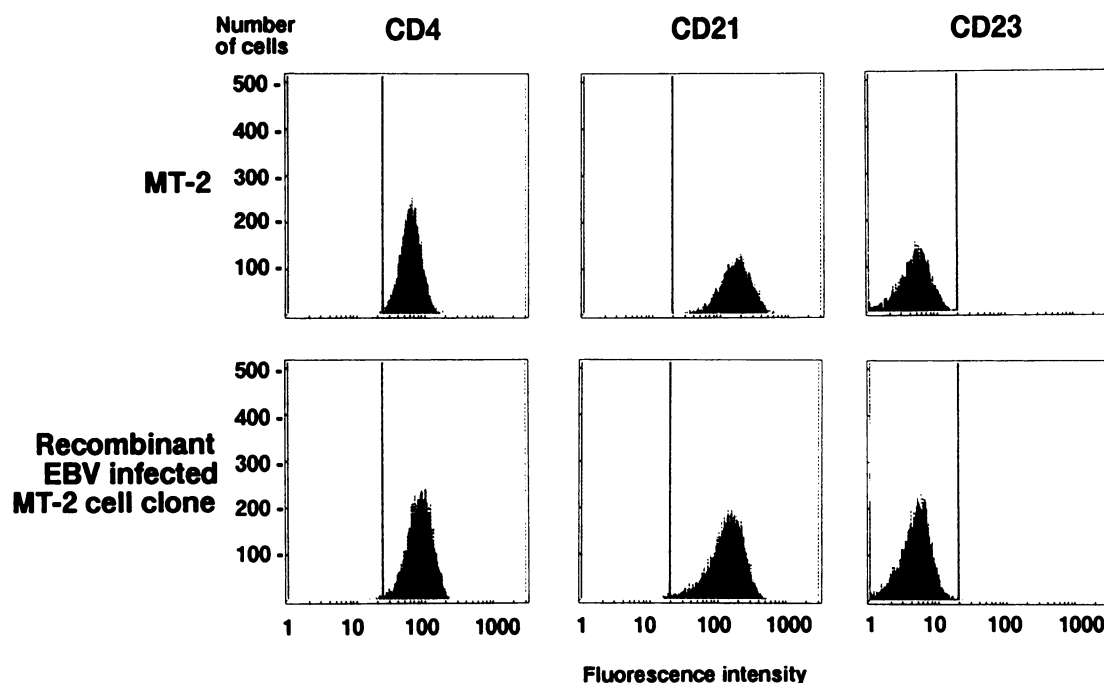 Number
of cells
CD4
CD21
CD23
500
400
300
200
100
MT-2
500
400
300
200
100
Recombinant
EBV infected
MT-2 cell clone
1 10 100 1000
1 10 100 1000
1 10 100 1000
Fluorescence intensity